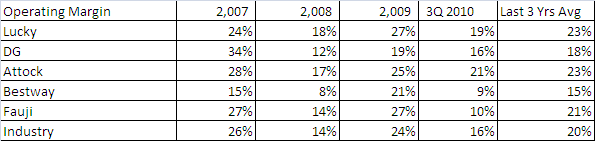 Operating Margin 2,007 2,008 2,009 3Q 2010 Last 3 Yrs Avg
Lucky 24% 18% 27% 19% 23%
DG 34% 12% 19% 16% 18%
Attock 28% 17% 25% 21% 23%
Bestway 15% 8% 21% 9% 15%
Fauji 27% 14% 27% 10% 21%
Industry 26% 14% 24% 16% 20%